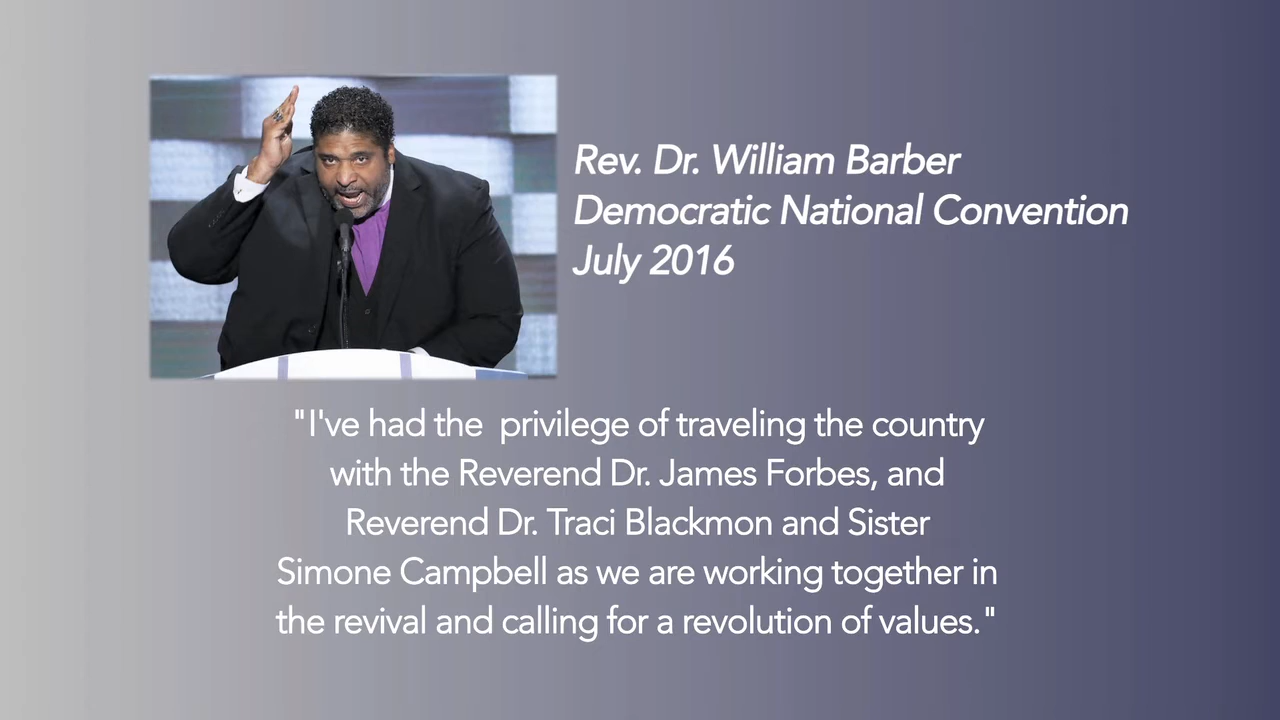 Rev. Dr. William Barber
Democratic National Convention
July 2016
"I've had the  privilege of traveling the country
with the Reverend Dr. James Forbes, and
Reverend Dr. Traci Blackmon and Sister
Simone Campbell as we are working together in
the revival and calling for a revolution of values."